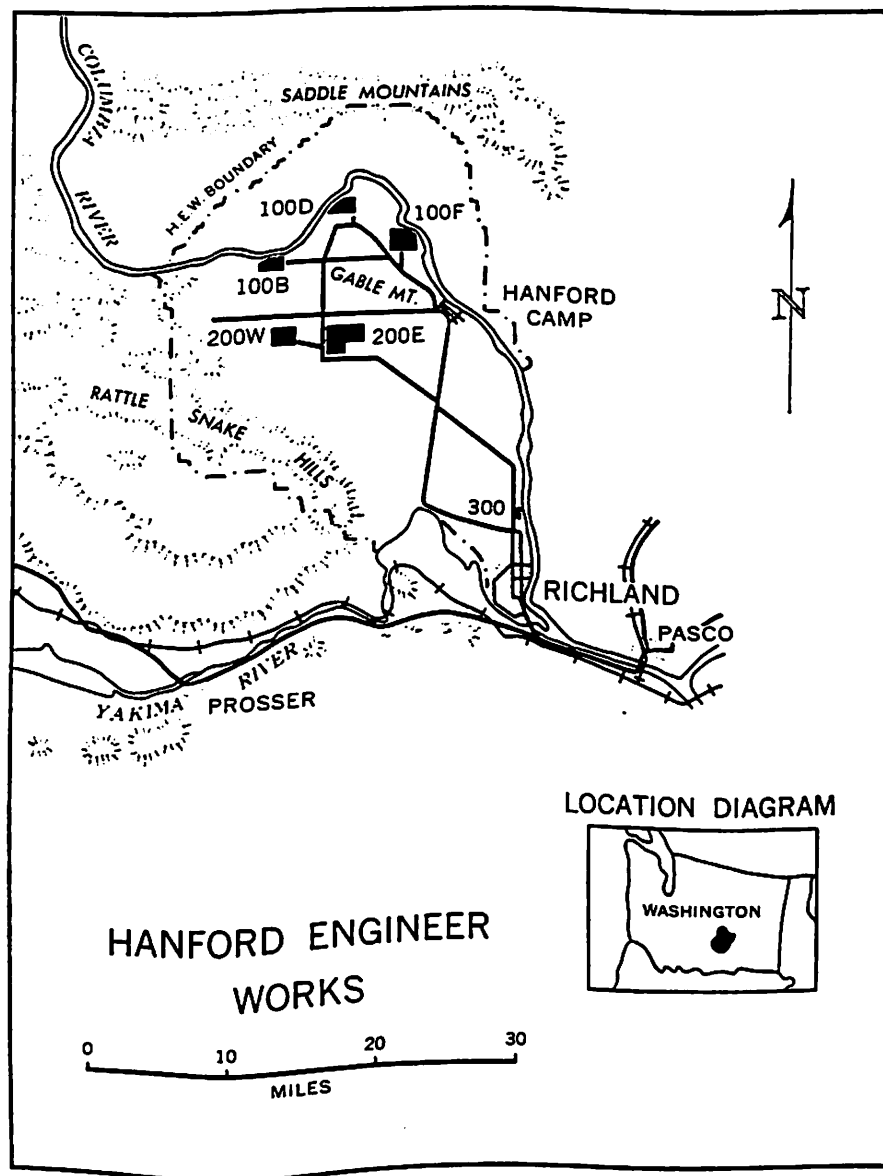 COLUMBIA
RIVER
SADDLE MOUNTAINS
H.E.W. BOUNDARY
100D
100F
100B
GABLE MT.
HANFORD
CAMP
N
200W
200E
RATTLE
SNAKE
HILLS
300
RICHLAND
PASCO
YAKIMA
RIVER
PROSSER
LOCATION DIAGRAM
WASHINGTON
HANFORD ENGINEER
WORKS
0 10 20 30
MILES